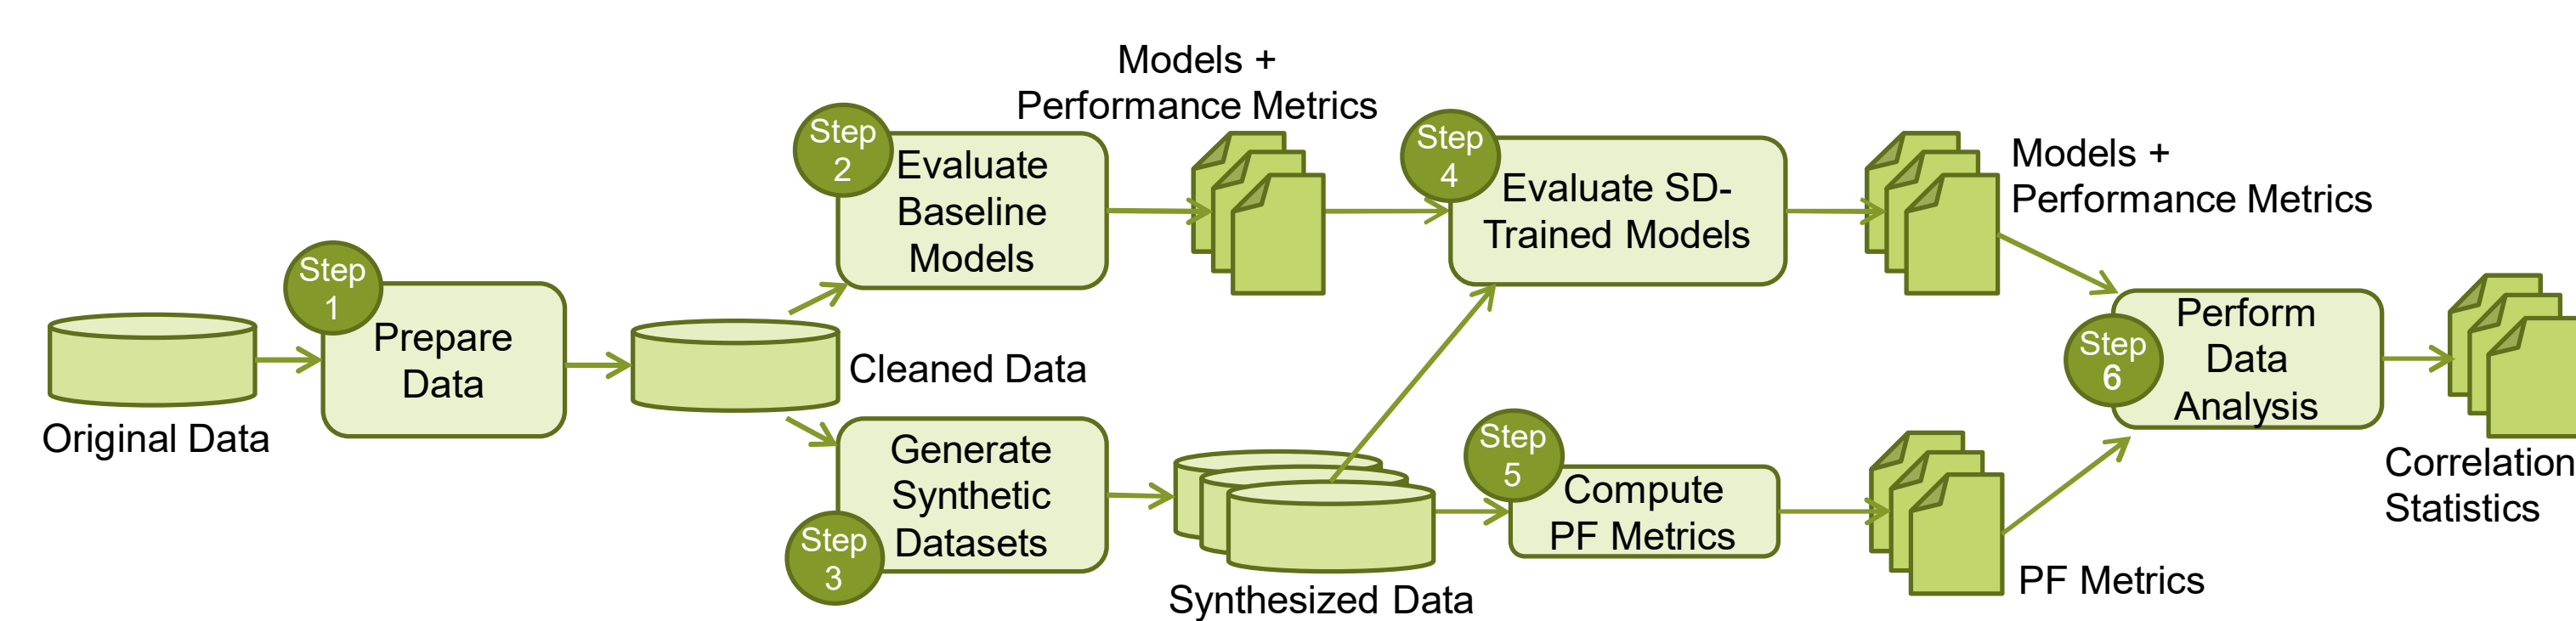 Original Data
Step
1
Prepare
Data
Cleaned Data
Step
2
Evaluate
Baseline
Models
Models +
Performance Metrics
Step
3
Generate
Synthetic
Datasets
Synthesized Data
Step
4
Evaluate SD-
Trained Models
Models +
Performance Metrics
Step
5
Compute
PF Metrics
PF Metrics
Step
6
Perform
Data
Analysis
Correlation
Statistics